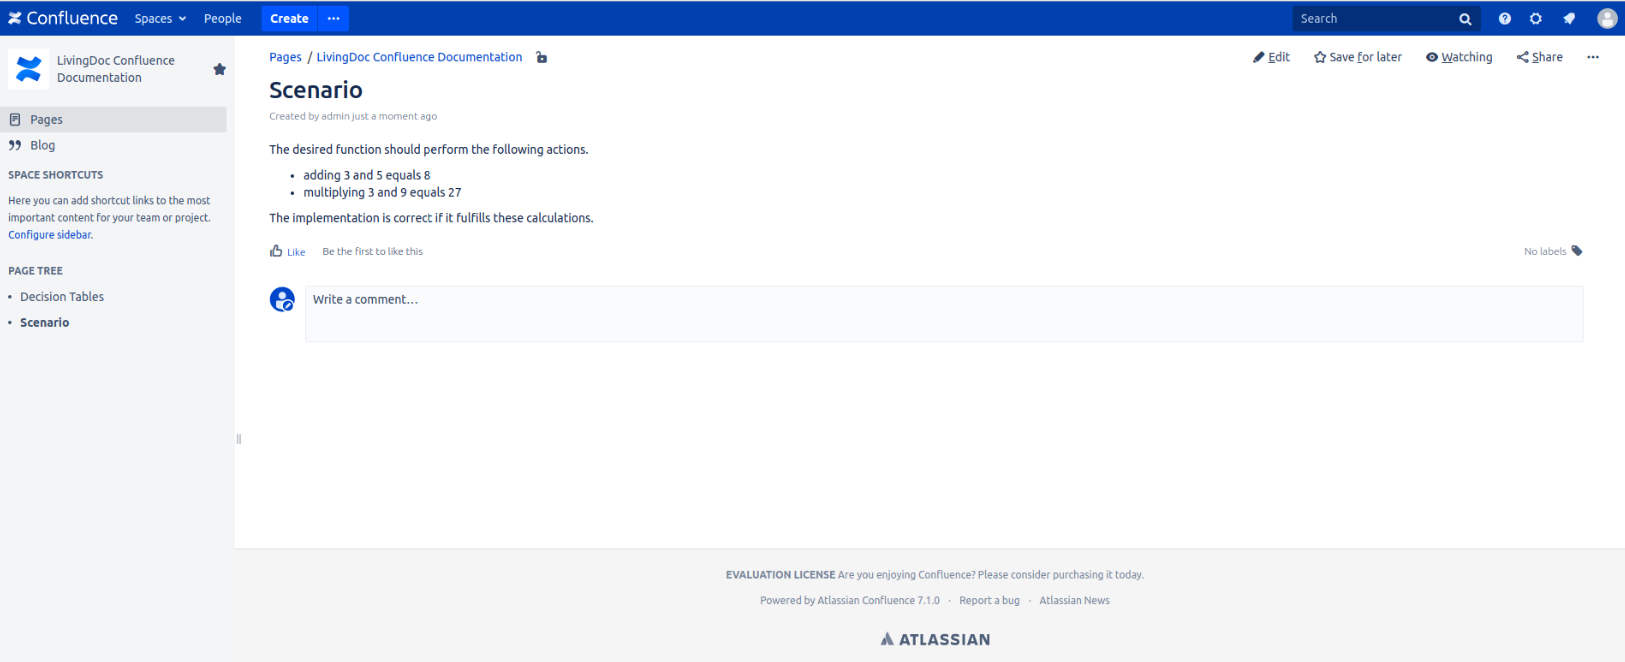 Confluence Spaces People Create ··· Search
LivingDoc Confluence
Documentation
Pages
Blog
SPACE SHORTCUTS
Here you can add shortcut links to the most
important content for your team or project.
Configure sidebar.
PAGE TREE
• Decision Tables
• Scenario
Pages / LivingDoc Confluence Documentation
Edit Save for later Watching Share ···
Scenario
Created by admin just a moment ago
The desired function should perform the following actions.
• adding 3 and 5 equals 8
• multiplying 3 and 9 equals 27
The implementation is correct if it fulfills these calculations.
Like Be the first to like this
No labels
Write a comment…
EVALUATION LICENSE Are you enjoying Confluence? Please consider purchasing it today.
Powered by Atlassian Confluence 7.1.0 · Report a bug · Atlassian News
ATLASSIAN